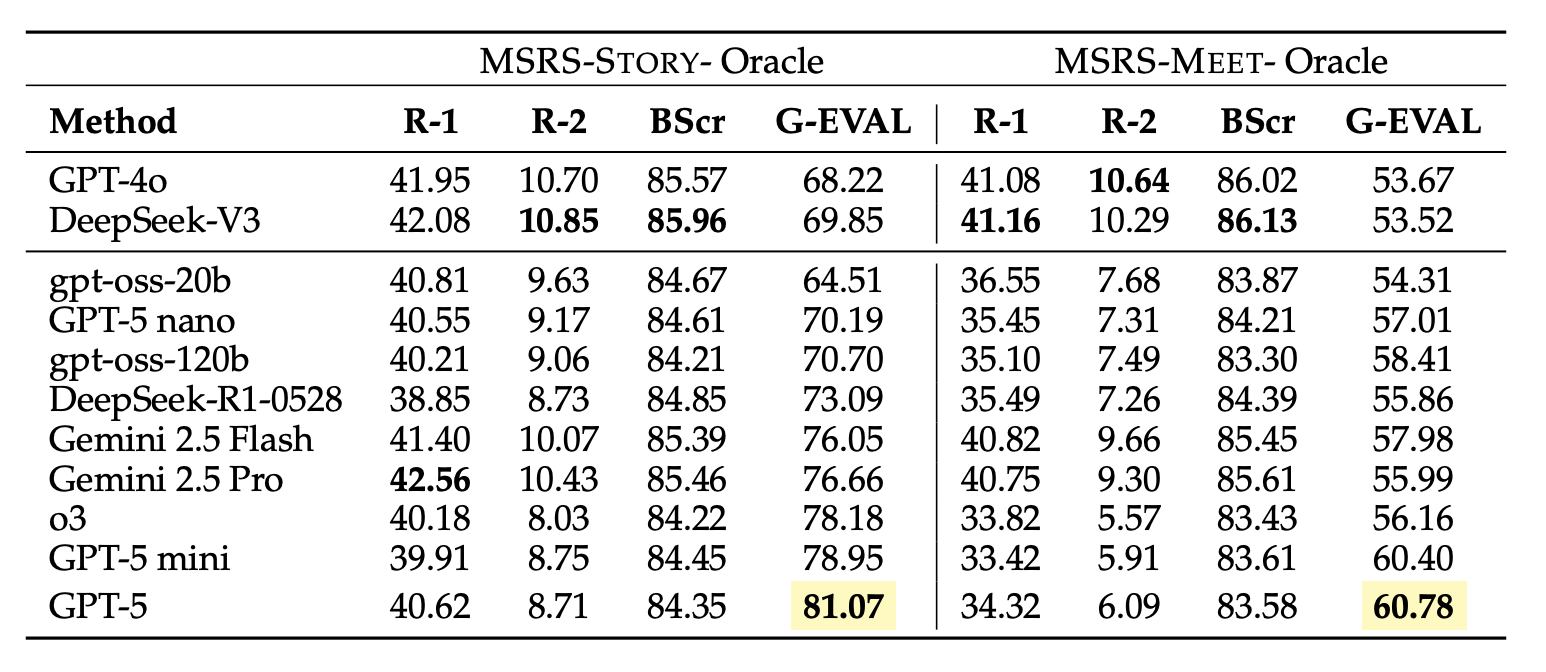 MSRS-STORY- Oracle MSRS-MEET- Oracle
Method R-1 R-2 BScr G-EVAL R-1 R-2 BScr G-EVAL
GPT-4o 41.95 10.70 85.57 68.22 41.08 10.64 86.02 53.67
DeepSeek-V3 42.08 10.85 85.96 69.85 41.16 10.29 86.13 53.52
gpt-oss-20b 40.81 9.63 84.67 64.51 36.55 7.68 83.87 54.31
GPT-5 nano 40.55 9.17 84.61 70.19 35.45 7.31 84.21 57.01
gpt-oss-120b 40.21 9.06 84.21 70.70 35.10 7.49 83.30 58.41
DeepSeek-R1-0528 38.85 8.73 84.85 73.09 35.49 7.26 84.39 55.86
Gemini 2.5 Flash 41.40 10.07 85.39 76.05 40.82 9.66 85.45 57.98
Gemini 2.5 Pro 42.56 10.43 85.46 76.66 40.75 9.30 85.61 55.99
o3 40.18 8.03 84.22 78.18 33.82 5.57 83.43 56.16
GPT-5 mini 39.91 8.75 84.45 78.95 33.42 5.91 83.61 60.40
GPT-5 40.62 8.71 84.35 81.07 34.32 6.09 83.58 60.78